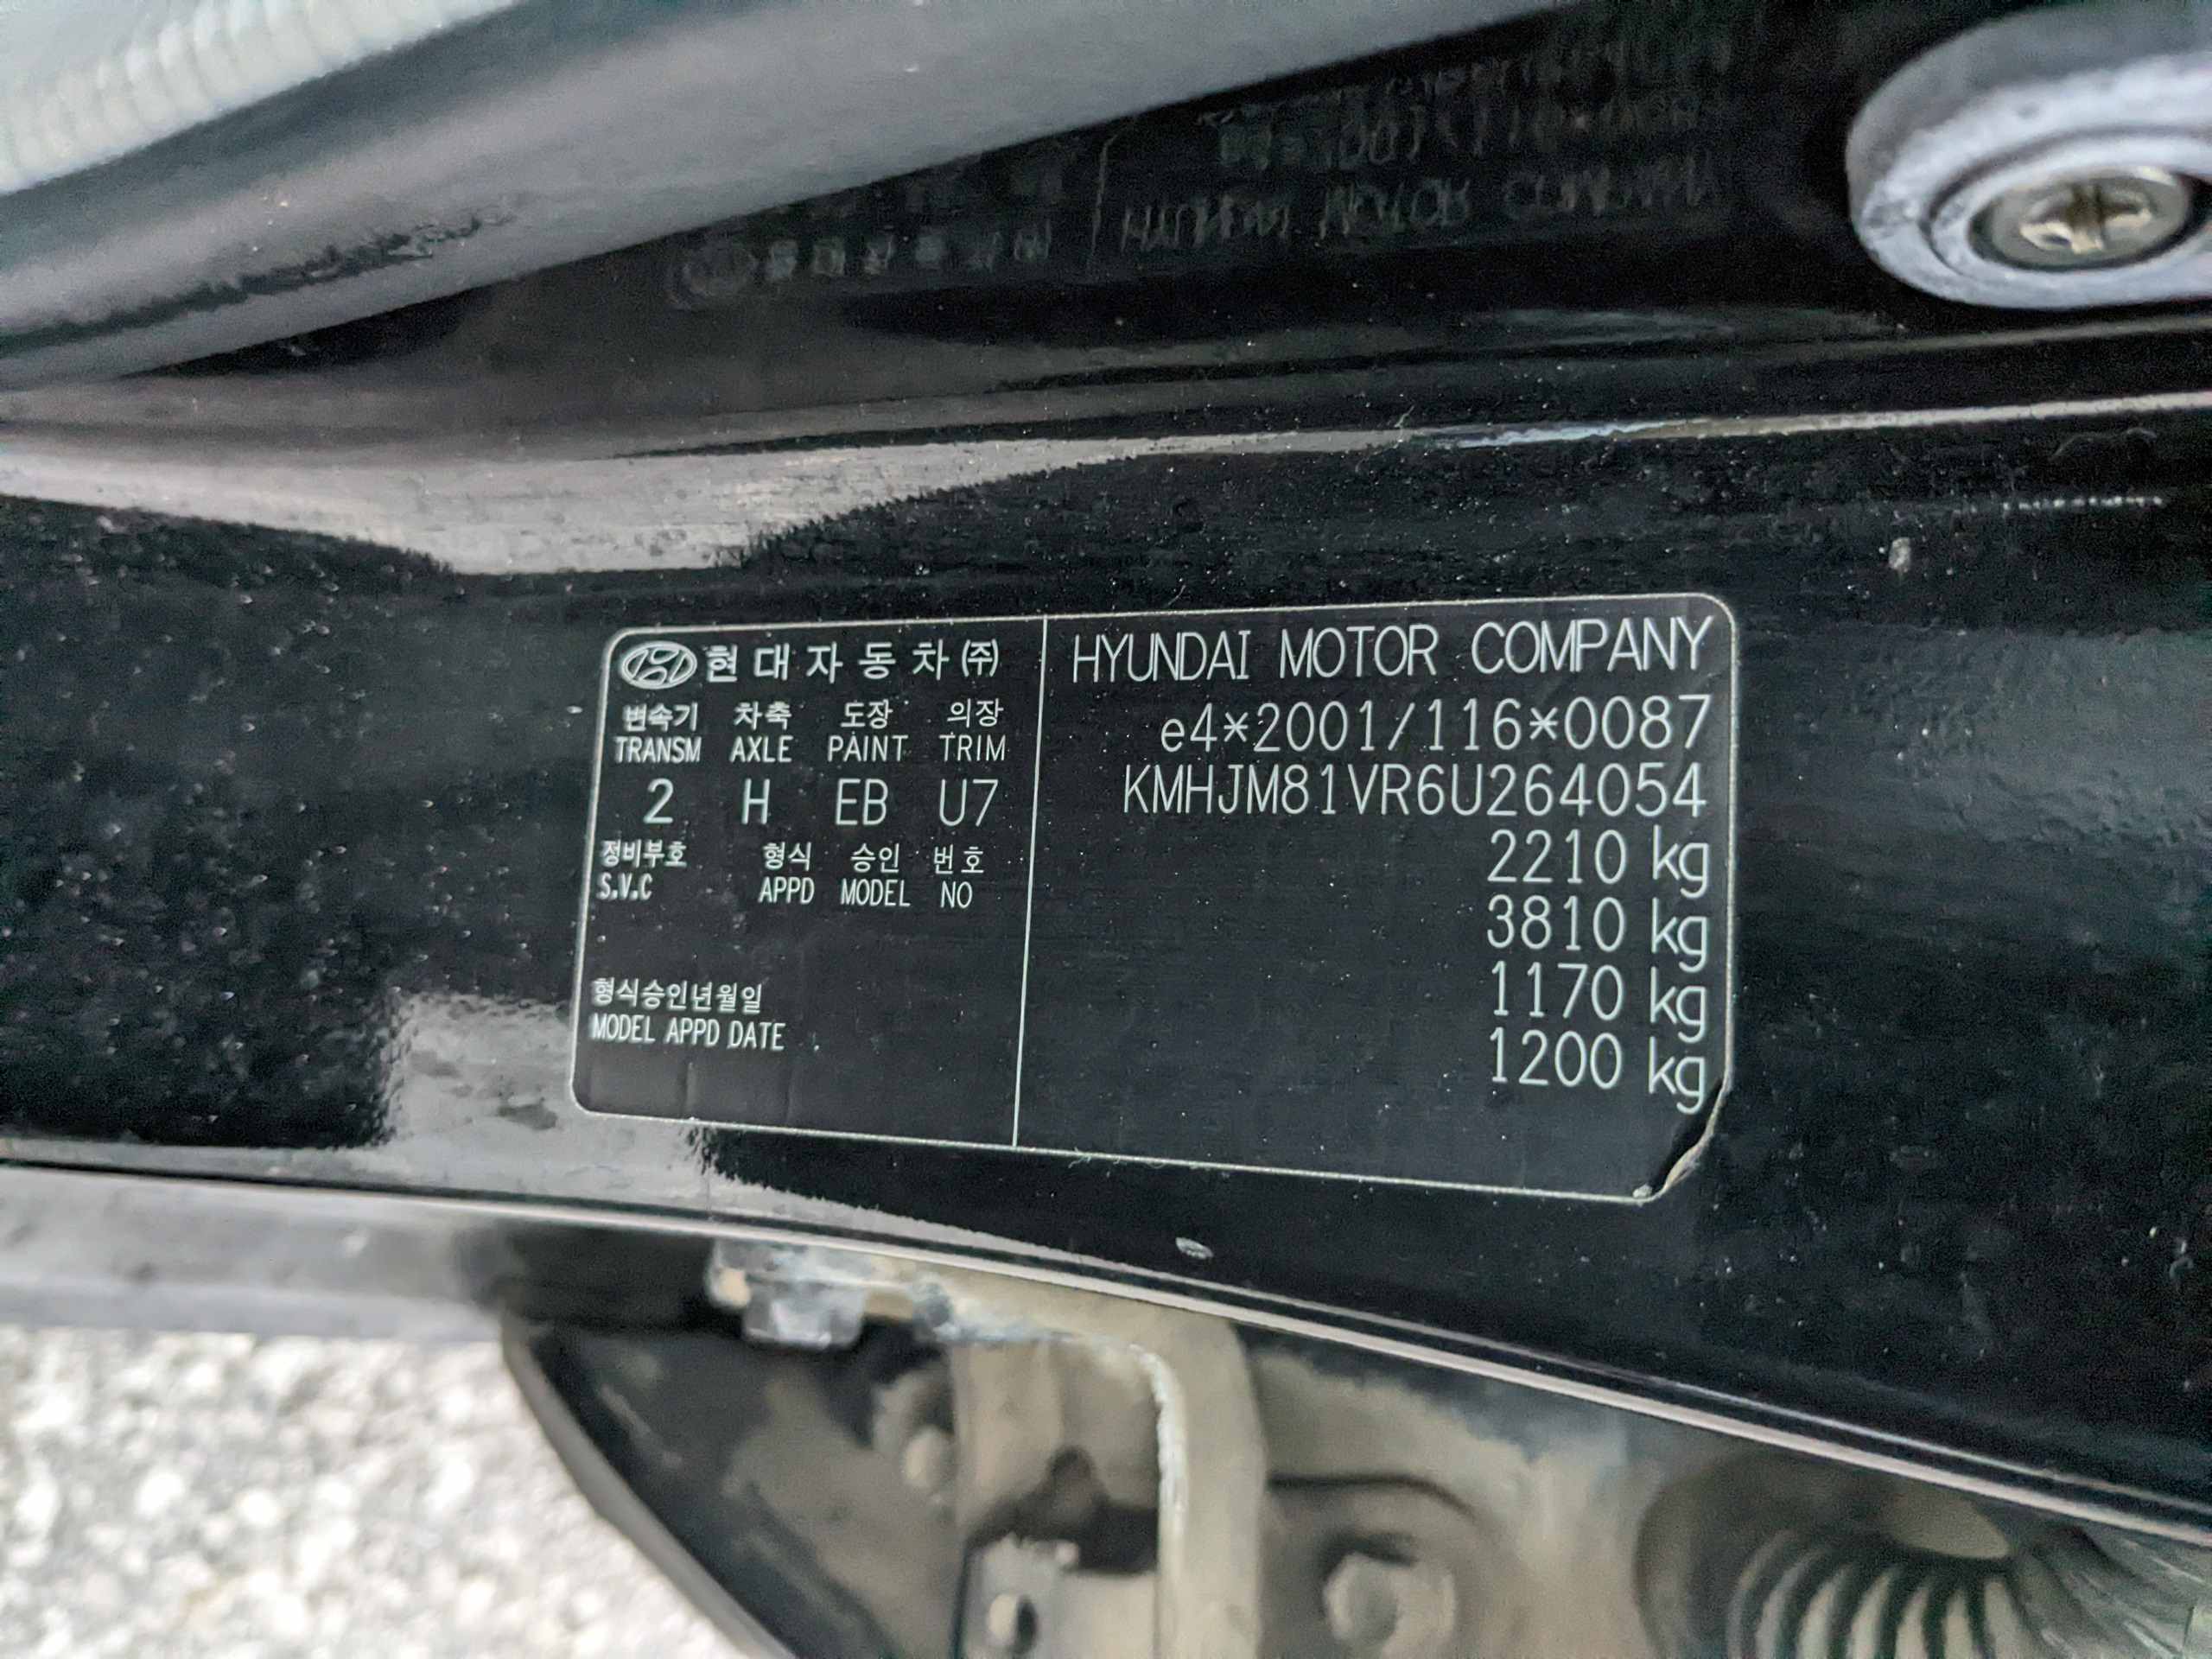 현대자동차㈜
변속기 차축 도장 의장
TRANSM AXLE PAINT TRIM
2 H EB U7
정비부호 형식 승인 번호
S.V.C APPD MODEL NO
형식승인년월일
MODEL APPD DATE
HYUNDAI MOTOR COMPANY
e4*2001/116*0087
KMHJM81VR6U264054
2210 kg
3810 kg
1170 kg
1200 kg